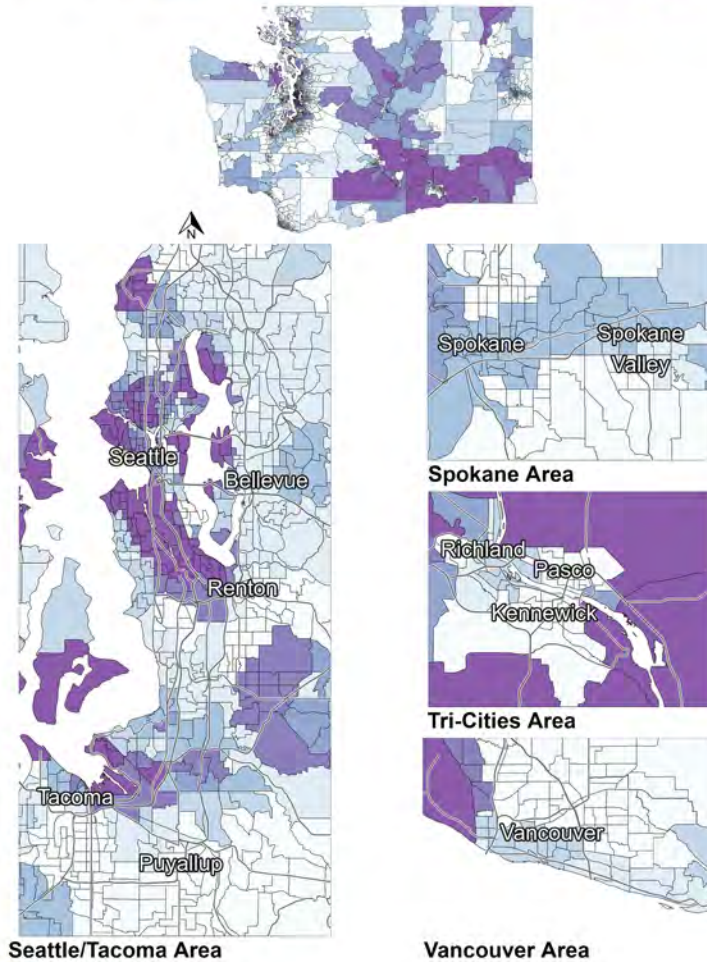 N
Seattle
Bellevue
Renton
Tacoma
Puyallup
Seattle/Tacoma Area
Spokane
Spokane
Valley
Spokane Area
Richland
Pasco
Kennewick
Tri-Cities Area
Vancouver
Vancouver Area